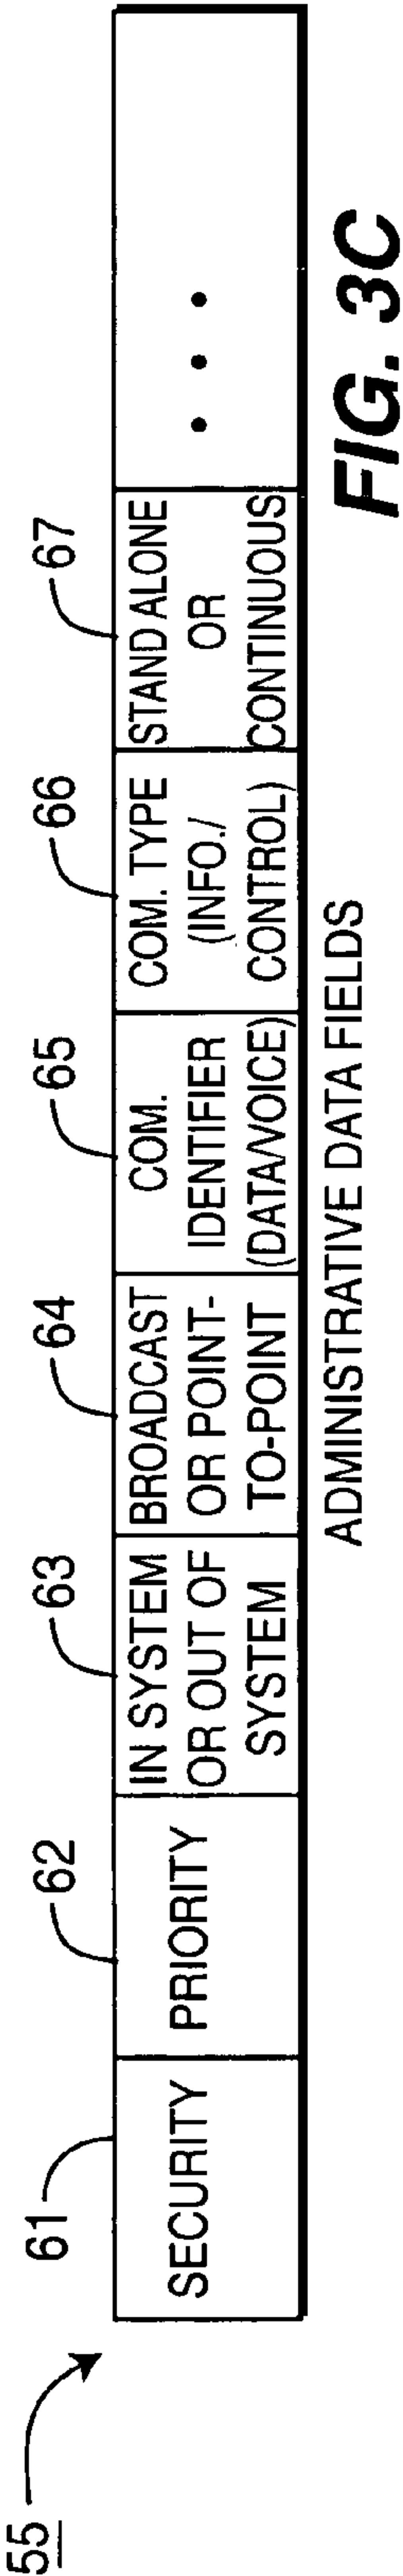 55
61
62
63
64
65
66
67
SECURITY
PRIORITY
IN SYSTEM
OR OUT OF
SYSTEM
BROADCAST
OR POINT-
TO-POINT
COM.
IDENTIFIER
(DATA/VOICE)
COM. TYPE
(INFO./
CONTROL)
STAND ALONE
OR
CONTINUOUS
• • •
ADMINISTRATIVE DATA FIELDS
FIG. 3C